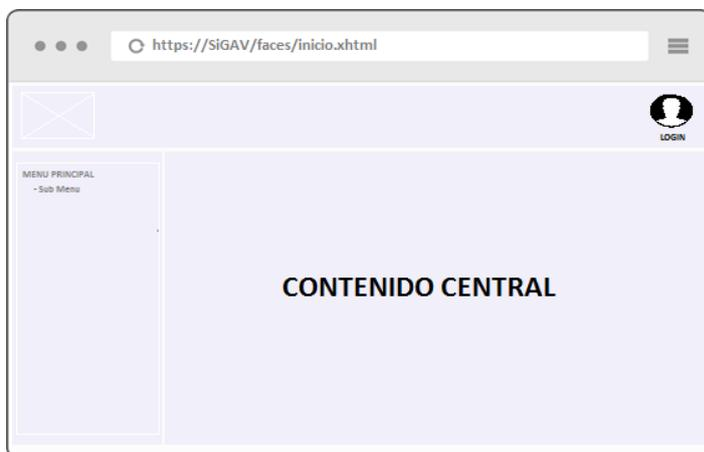 https://SiGAV/faces/inicio.xhtml
LOGIN
MENU PRINCIPAL
- Sub Menu
CONTENIDO CENTRAL